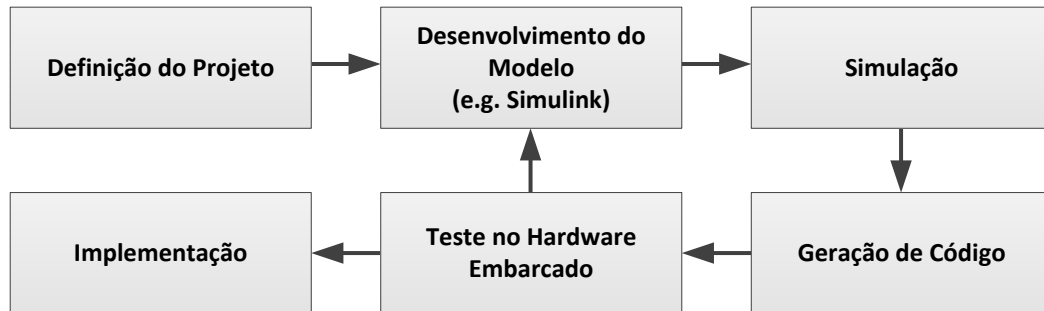 Definição do Projeto
Desenvolvimento do
Modelo
(e.g. Simulink)
Simulação
Implementação
Teste no Hardware
Embarcado
Geração de Código